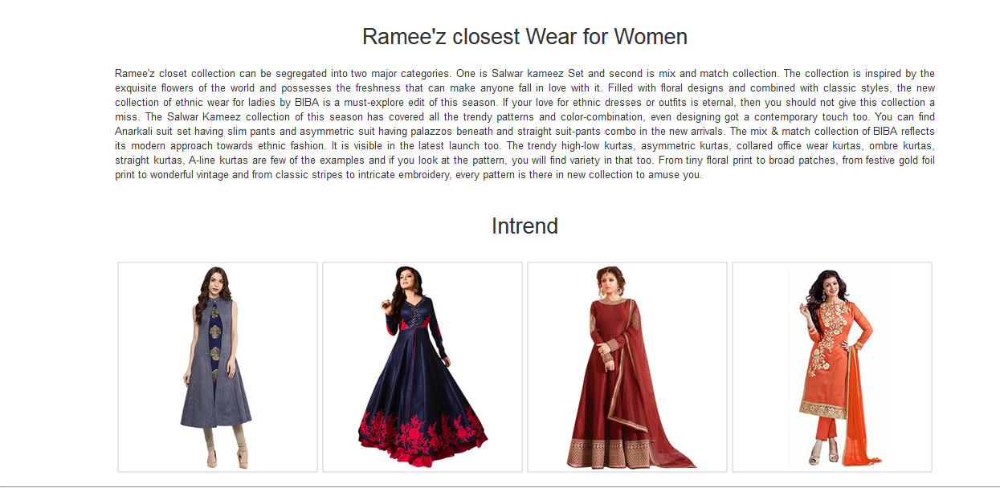 Ramee'z closest Wear for Women
Ramee'z closet collection can be segregated into two major categories. One is Salwar kameez Set and second is mix and match collection. The collection is inspired by the
exquisite flowers of the world and possesses the freshness that can make anyone fall in love with it. Filled with floral designs and combined with classic styles, the new
collection of ethnic wear for ladies by BIBA is a must-explore edit of this season. If your love for ethnic dresses or outfits is eternal, then you should not give this collection a
miss. The Salwar Kameez collection of this season has covered all the trendy patterns and color-combination, even designing got a contemporary touch too. You can find
Anarkali suit set having slim pants and asymmetric suit having palazzos beneath and straight suit-pants combo in the new arrivals. The mix & match collection of BIBA reflects
its modern approach towards ethnic fashion. It is visible in the latest launch too. The trendy high-low kurtas, asymmetric kurtas, collared office wear kurtas, ombre kurtas,
straight kurtas, A-line kurtas are few of the examples and if you look at the pattern, you will find variety in that too. From tiny floral print to broad patches, from festive gold foil
print to wonderful vintage and from classic stripes to intricate embroidery, every pattern is there in new collection to amuse you.
Intrend